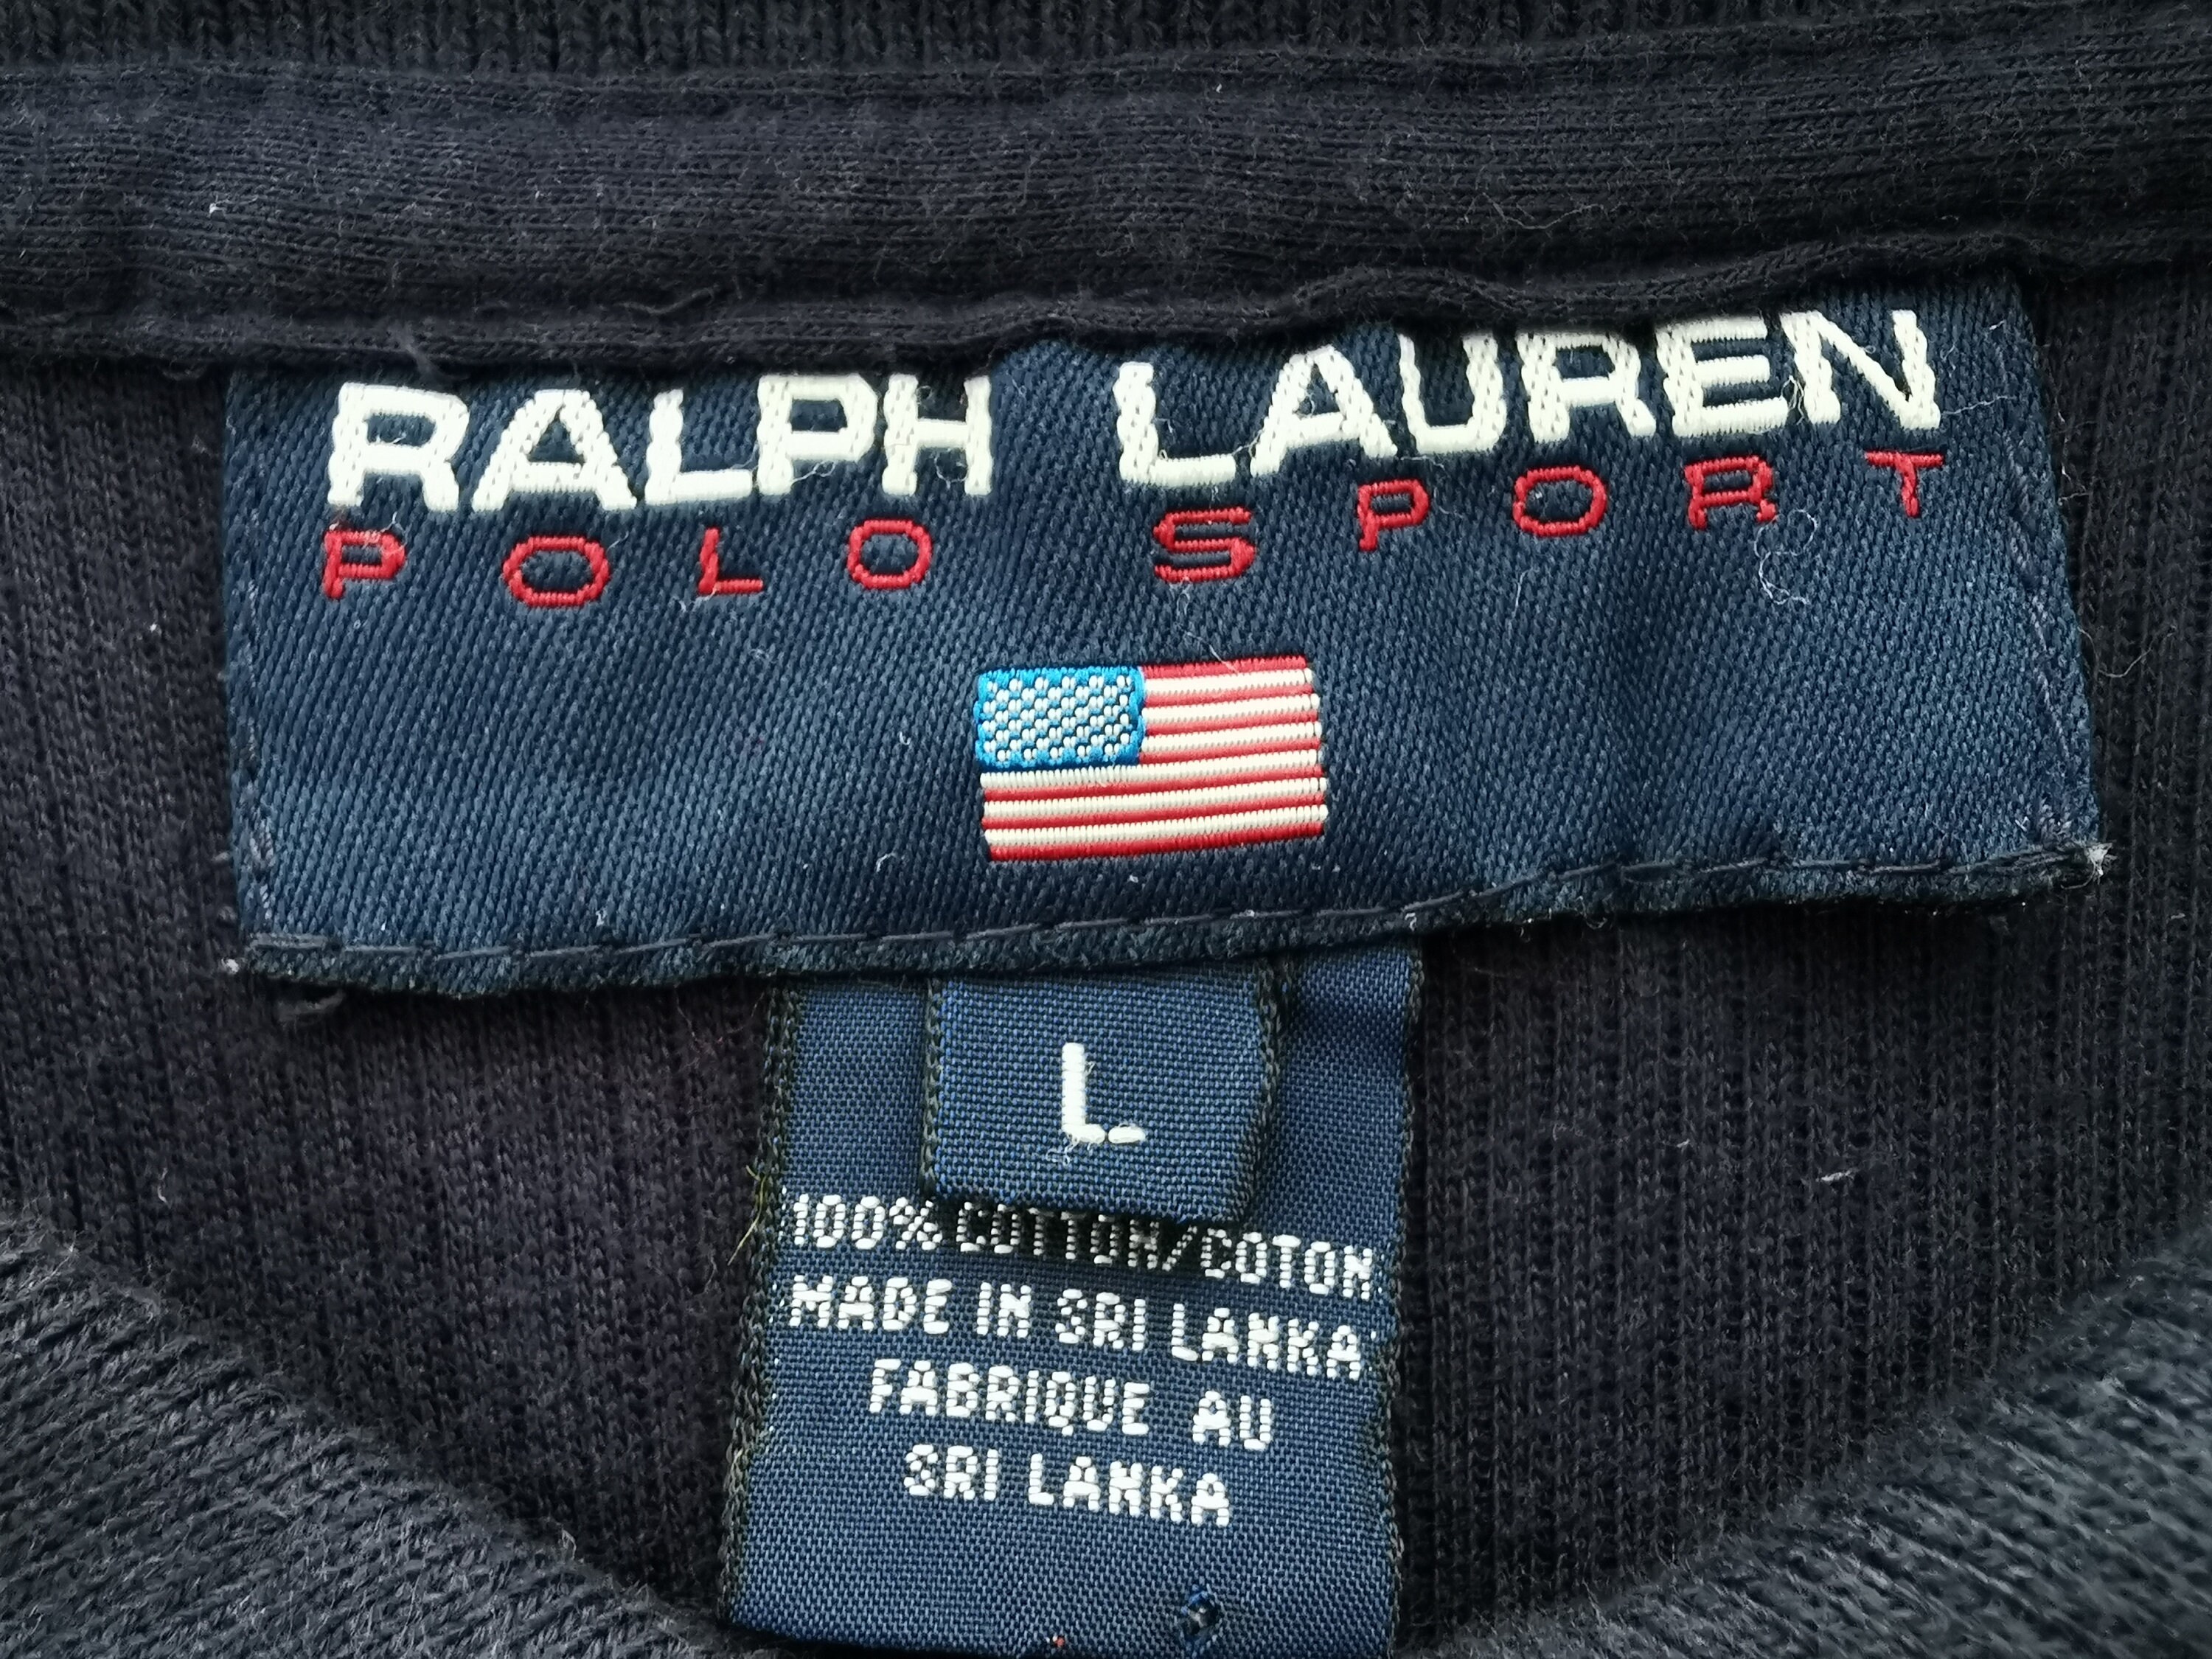 RALPH LAUREN
POLO SPORT
L
100% COTTON/COTON
MADE IN SRI LANKA
FABRIQUE AU
SRI LANKA